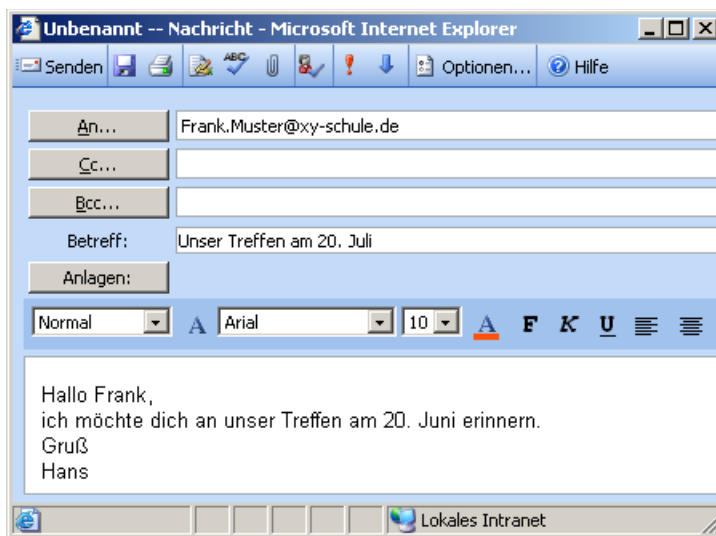 Unbenannt -- Nachricht - Microsoft Internet Explorer
Senden ABC Optionen... Hilfe
An... Frank.Muster@xy-schule.de
Cc...
Bcc...
Betreff: Unser Treffen am 20. Juli
Anlagen:
Normal A Arial 10 A F K U
Hallo Frank,
ich möchte dich an unser Treffen am 20. Juni erinnern.
Gruß
Hans
Lokales Intranet